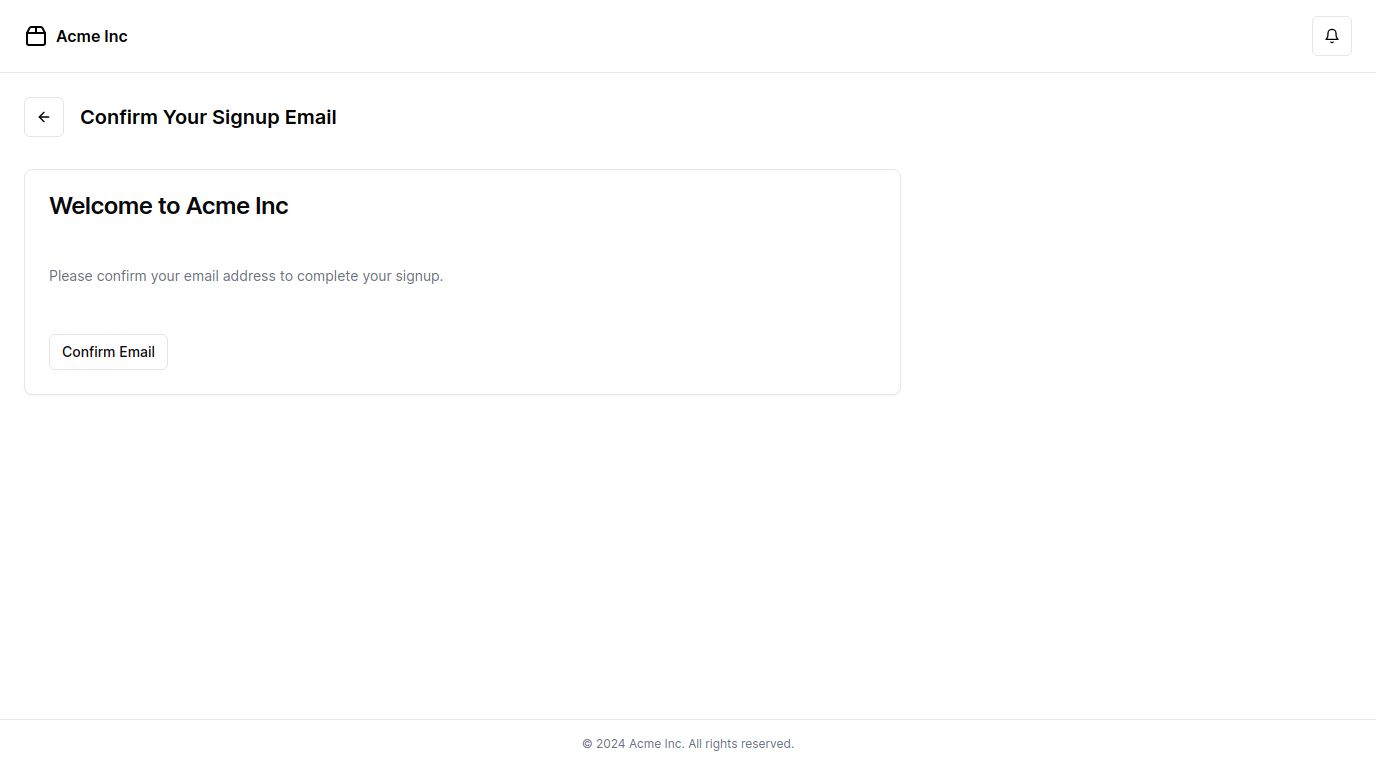 Acme Inc
Confirm Your Signup Email
Welcome to Acme Inc
Please confirm your email address to complete your signup.
Confirm Email
© 2024 Acme Inc. All rights reserved.